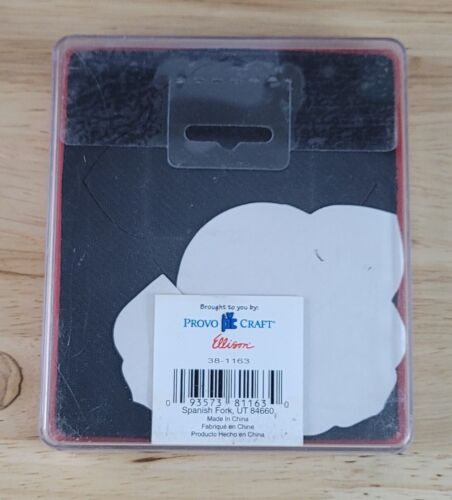 Brought to you by:
PROVO CRAFT®
Ellison
38-1163
0 93573 81163 0
Spanish Fork, UT 84660
Made in China
Fabriqué en China
Producto Hecho en China